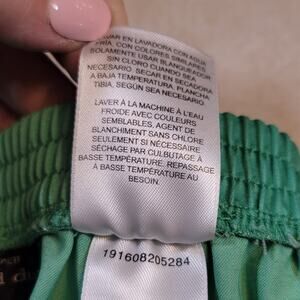 LAVAR EN LAVADORA CON AGUA
FRÍA, CON COLORES SIMILARES.
SOLAMENTE USAR BLANQUEADOR
SIN CLORO CUANDO SEA
NECESARIO. SECAR EN SECADORA
A BAJA TEMPERATURA. PLANCHA
TIBIA, SEGÚN SEA NECESARIO.
LAVER À LA MACHINE À L'EAU
FROIDE AVEC COULEURS
SEMBLABLES, AGENT DE
BLANCHIMENT SANS CHLORE
SEULEMENT SI NÉCESSAIRE.
SÉCHAGE PAR CULBUTAGE À
BASSE TEMPÉRATURE. REPASSAGE
À BASSE TEMPÉRATURE AU
BESOIN.
191608205284